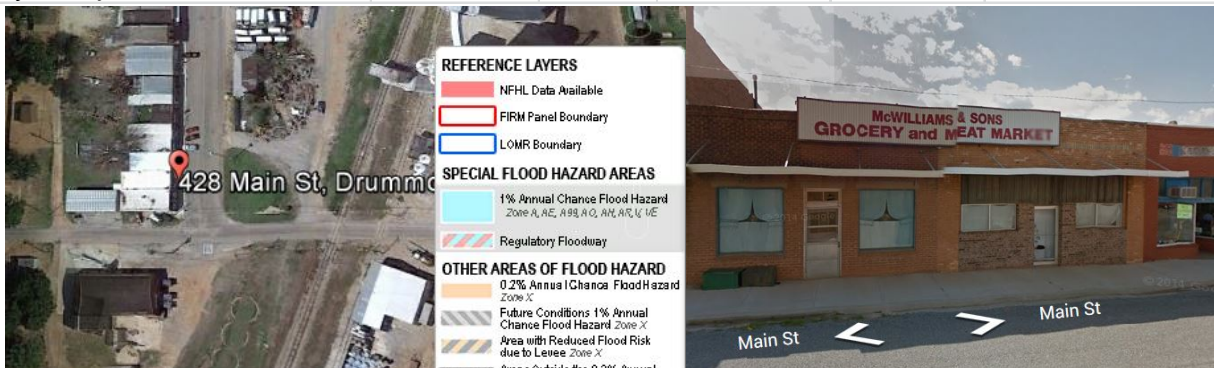 428 Main St, Drummo
REFERENCE LAYERS
NFHL Data Available
FIRM Panel Boundary
LOMR Boundary
SPECIAL FLOOD HAZARD AREAS
1% Annual Chance Flood Hazard
Zone A, AE, A99, AO, AH, AR, V, VE
Regulatory Floodway
OTHER AREAS OF FLOOD HAZARD
0.2% Annual Chance Flood Hazard
Zone X
Future Conditions 1% Annual
Chance Flood Hazard Zone X
Area with Reduced Flood Risk
due to Levee Zone X
McWILLIAMS & SONS
GROCERY and MEAT MARKET
Main St
Main St